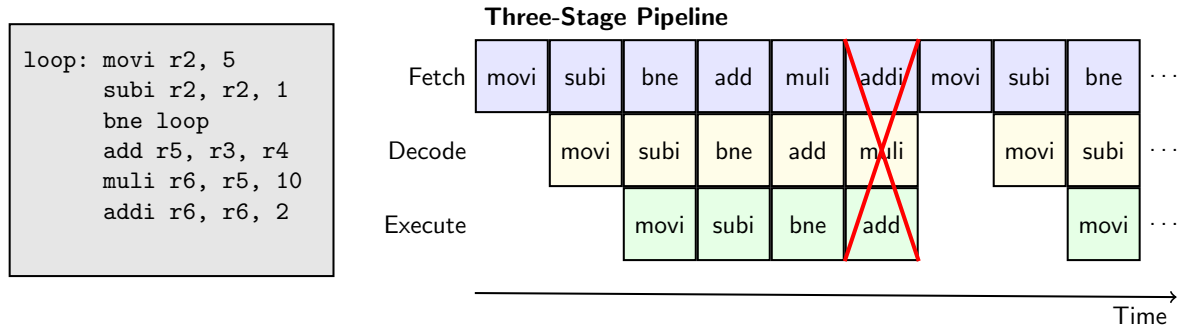 Three-Stage Pipeline
loop: movi r2, 5
subi r2, r2, 1
bne loop
add r5, r3, r4
muli r6, r5, 10
addi r6, r6, 2
Fetch movi subi bne add muli addi movi subi bne ...
Decode movi subi bne add muli movi subi ...
Execute movi subi bne add movi ...
Time